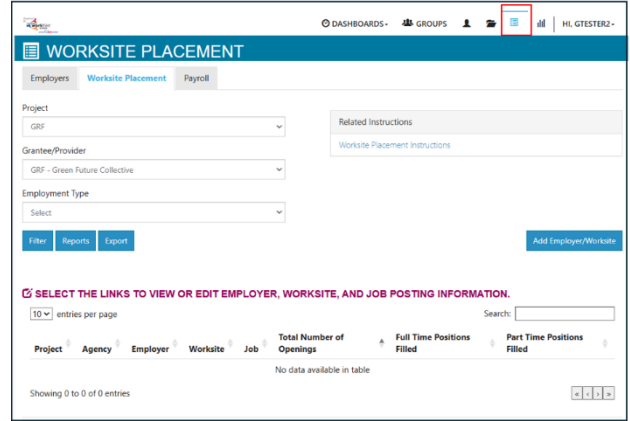 DASHBOARDS GROUPS HI, GTESTER2
WORKSITE PLACEMENT
Employers Worksite Placement Payroll
Project
GRF
Related Instructions
Worksite Placement Instructions
Grantee/Provider
GRF - Green Future Collective
Employment Type
Select
Filter Reports Export Add Employer/Worksite
SELECT THE LINKS TO VIEW OR EDIT EMPLOYER, WORKSITE, AND JOB POSTING INFORMATION.
10 entries per page Search:
Project Agency Employer Worksite Job Total Number of Openings Full Time Positions Filled Part Time Positions Filled
No data available in table
Showing 0 to 0 of 0 entries « ‹ › »